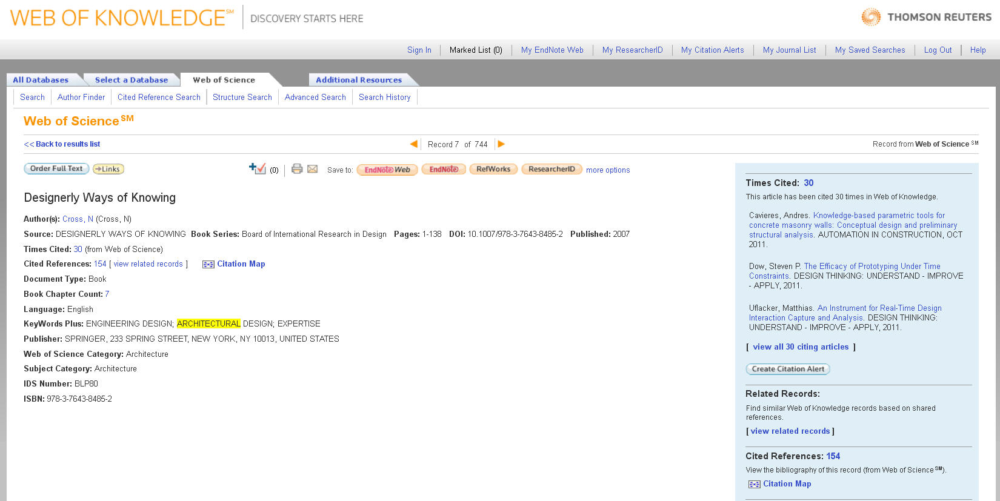 WEB OF KNOWLEDGE℠ DISCOVERY STARTS HERE
THOMSON REUTERS
Sign In Marked List (0) My EndNote Web My ResearcherID My Citation Alerts My Journal List My Saved Searches Log Out Help
All Databases Select a Database Web of Science Additional Resources
Search Author Finder Cited Reference Search Structure Search Advanced Search Search History
Web of Science℠
<< Back to results list Record 7 of 744 Record from Web of Science ℠
Order Full Text Links (0) Save to: EndNote Web EndNote RefWorks ResearcherID more options
Designerly Ways of Knowing
Author(s): Cross, N (Cross, N)
Source: DESIGNERLY WAYS OF KNOWING Book Series: Board of International Research in Design Pages: 1-138 DOI: 10.1007/978-3-7643-8485-2 Published: 2007
Times Cited: 30 (from Web of Science)
Cited References: 154 [ view related records ] Citation Map
Document Type: Book
Book Chapter Count: 7
Language: English
KeyWords Plus: ENGINEERING DESIGN; ARCHITECTURAL DESIGN; EXPERTISE
Publisher: SPRINGER, 233 SPRING STREET, NEW YORK, NY 10013, UNITED STATES
Web of Science Category: Architecture
Subject Category: Architecture
IDS Number: BLP80
ISBN: 978-3-7643-8485-2
Times Cited: 30
This article has been cited 30 times in Web of Knowledge.
Cavieres, Andres. Knowledge-based parametric tools for
concrete masonry walls: Conceptual design and preliminary
structural analysis. AUTOMATION IN CONSTRUCTION, OCT
2011.
Dow, Steven P. The Efficacy of Prototyping Under Time
Constraints. DESIGN THINKING: UNDERSTAND - IMPROVE
- APPLY, 2011.
Uflacker, Matthias. An Instrument for Real-Time Design
Interaction Capture and Analysis. DESIGN THINKING:
UNDERSTAND - IMPROVE - APPLY, 2011.
[ view all 30 citing articles ]
Create Citation Alert
Related Records:
Find similar Web of Knowledge records based on shared
references.
[ view related records ]
Cited References: 154
View the bibliography of this record (from Web of Science ℠).
Citation Map